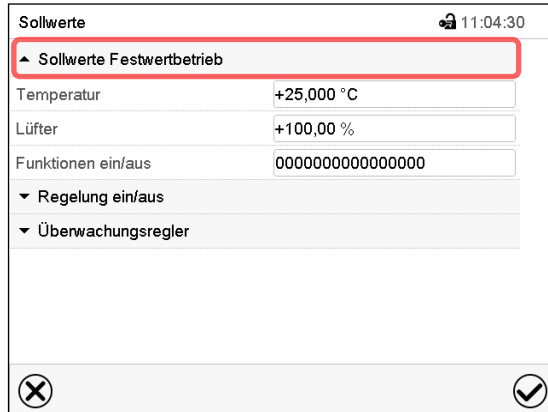 Sollwerte 11:04:30
Sollwerte Festwertbetrieb
Temperatur +25,000 °C
Lüfter +100,00 %
Funktionen ein/aus 0000000000000000
Regelung ein/aus
Überwachungsregler